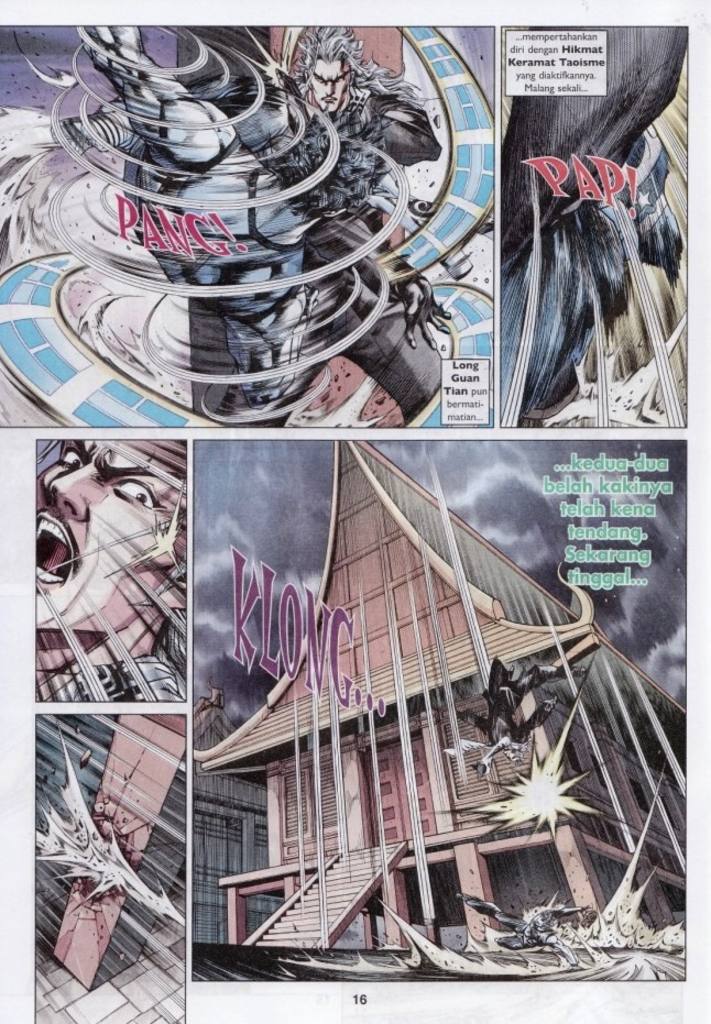 PANG!
Long
Guan
Tian pun
bermati-
matian...
...mempertahankan
diri dengan Hikmat
Keramat Taoisme
yang diaktifkannya.
Malang sekali...
PAP!
KLONG...
...kedua-dua
belah kakinya
telah kena
tendang.
Sekarang
tinggal...
16